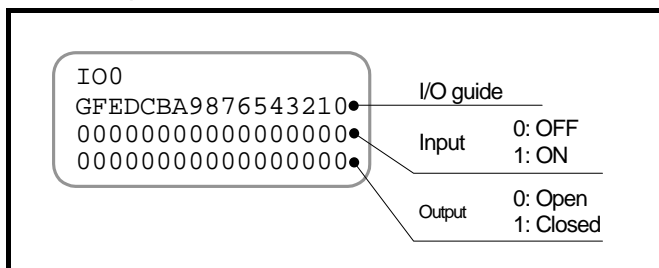 IO0
GFEDCBA9876543210
00000000000000000
00000000000000000
I/O guide
Input
0: OFF
1: ON
Output
0: Open
1: Closed